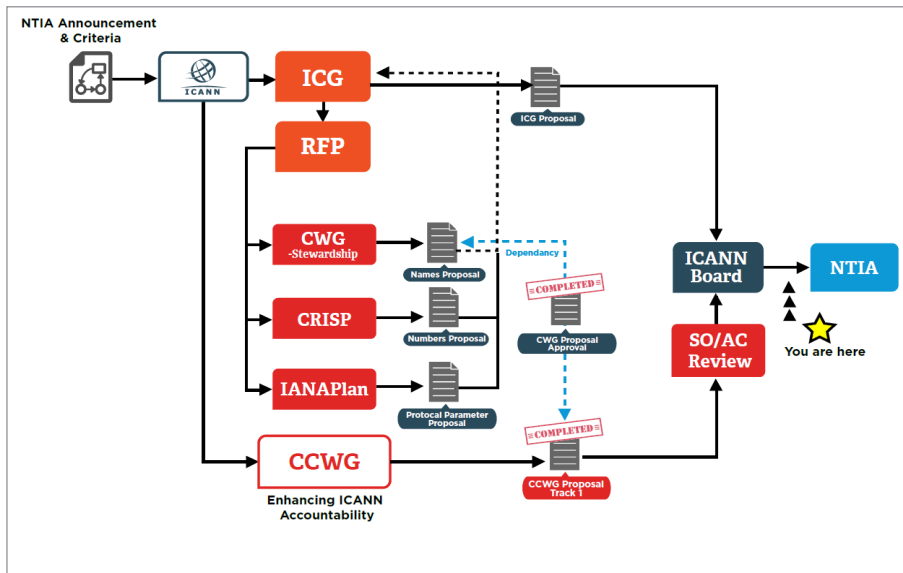 NTIA Announcement
& Criteria
ICANN
ICG
ICG Proposal
RFP
CWG
-Stewardship
Names Proposal
Dependancy
COMPLETED
CWG Proposal
Approval
CRISP
Numbers Proposal
IANAPlan
Protocal Parameter
Proposal
ICANN
Board
NTIA
SO/AC
Review
You are here
CCWG
Enhancing ICANN
Accountability
COMPLETED
CCWG Proposal
Track 1